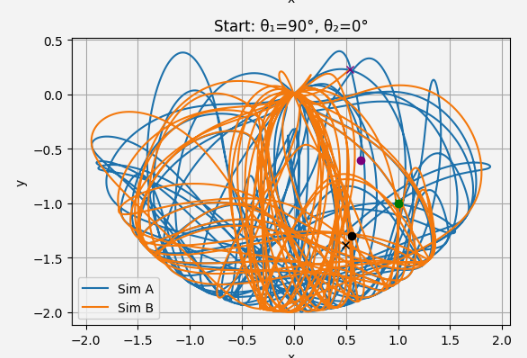 x
Start: θ₁=90°, θ₂=0°
0.5
0.0
−0.5
−1.0
−1.5
−2.0
y
Sim A
Sim B
−2.0 −1.5 −1.0 −0.5 0.0 0.5 1.0 1.5 2.0
x